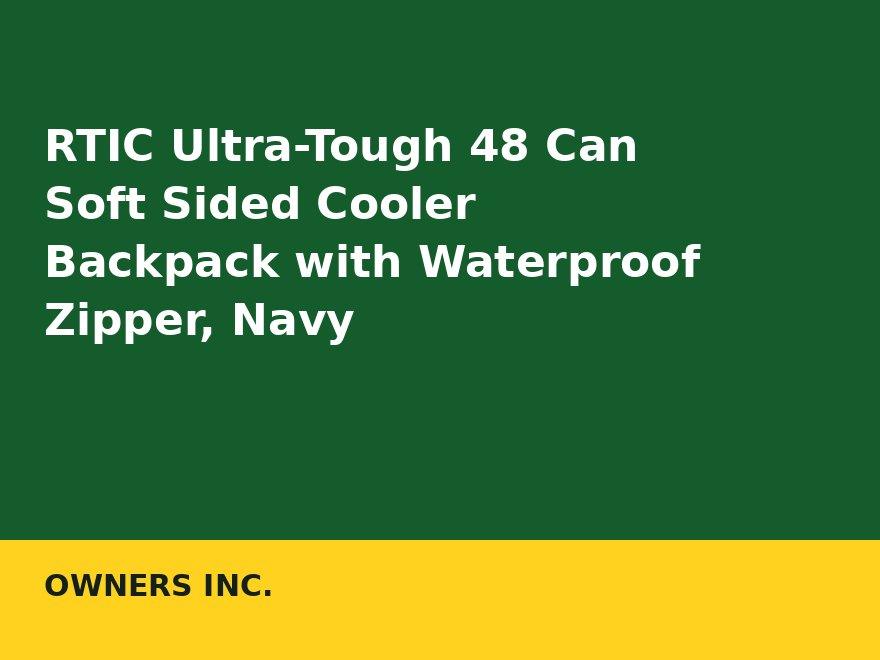 RTIC Ultra-Tough 48 Can
Soft Sided Cooler
Backpack with Waterproof
Zipper, Navy
OWNERS INC.